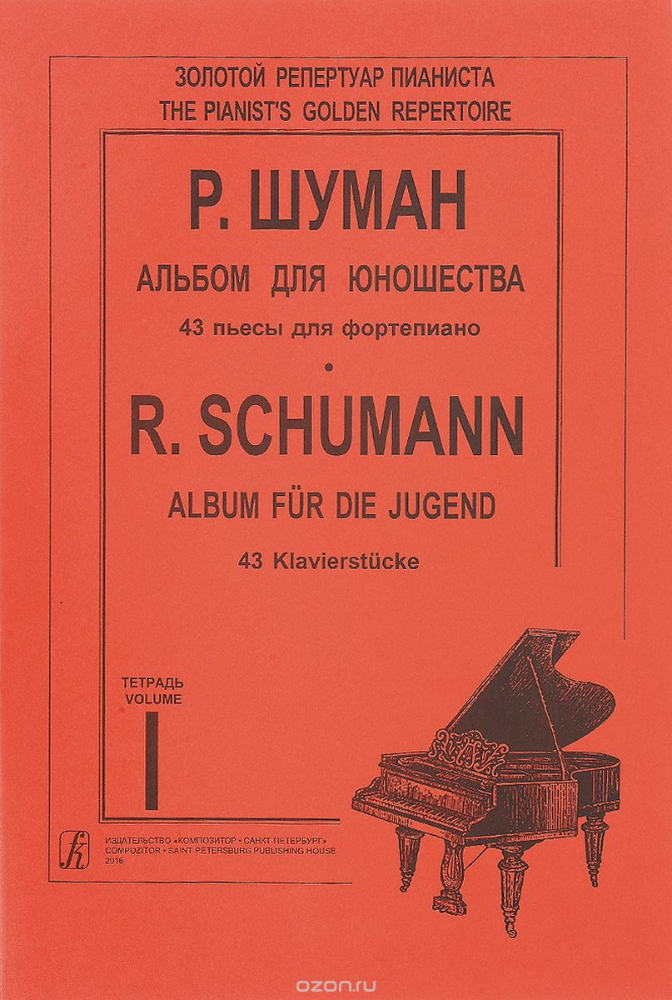 ЗОЛОТОЙ РЕПЕРТУАР ПИАНИСТА
THE PIANIST'S GOLDEN REPERTOIRE
Р. ШУМАН
АЛЬБОМ ДЛЯ ЮНОШЕСТВА
43 пьесы для фортепиано
•
R. SCHUMANN
ALBUM FÜR DIE JUGEND
43 Klavierstücke
ТЕТРАДЬ
VOLUME
I
ИЗДАТЕЛЬСТВО «КОМПОЗИТОР • САНКТ-ПЕТЕРБУРГ»
COMPOZITOR • SAINT PETERSBURG PUBLISHING HOUSE
2016
ozon.ru